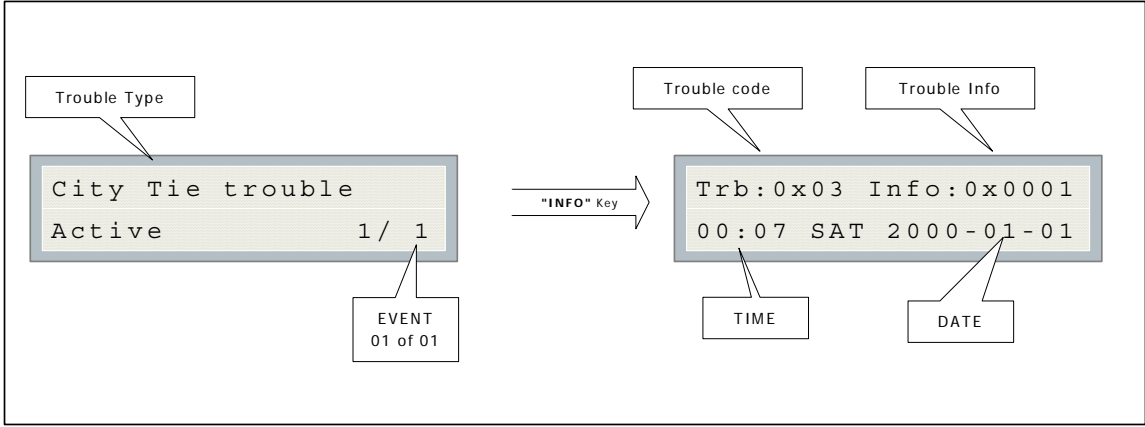 Trouble Type
City Tie trouble
Active 1/ 1
EVENT
01 of 01
"INFO" Key
Trouble code
Trouble Info
Trb:0x03 Info:0x0001
00:07 SAT 2000-01-01
TIME
DATE